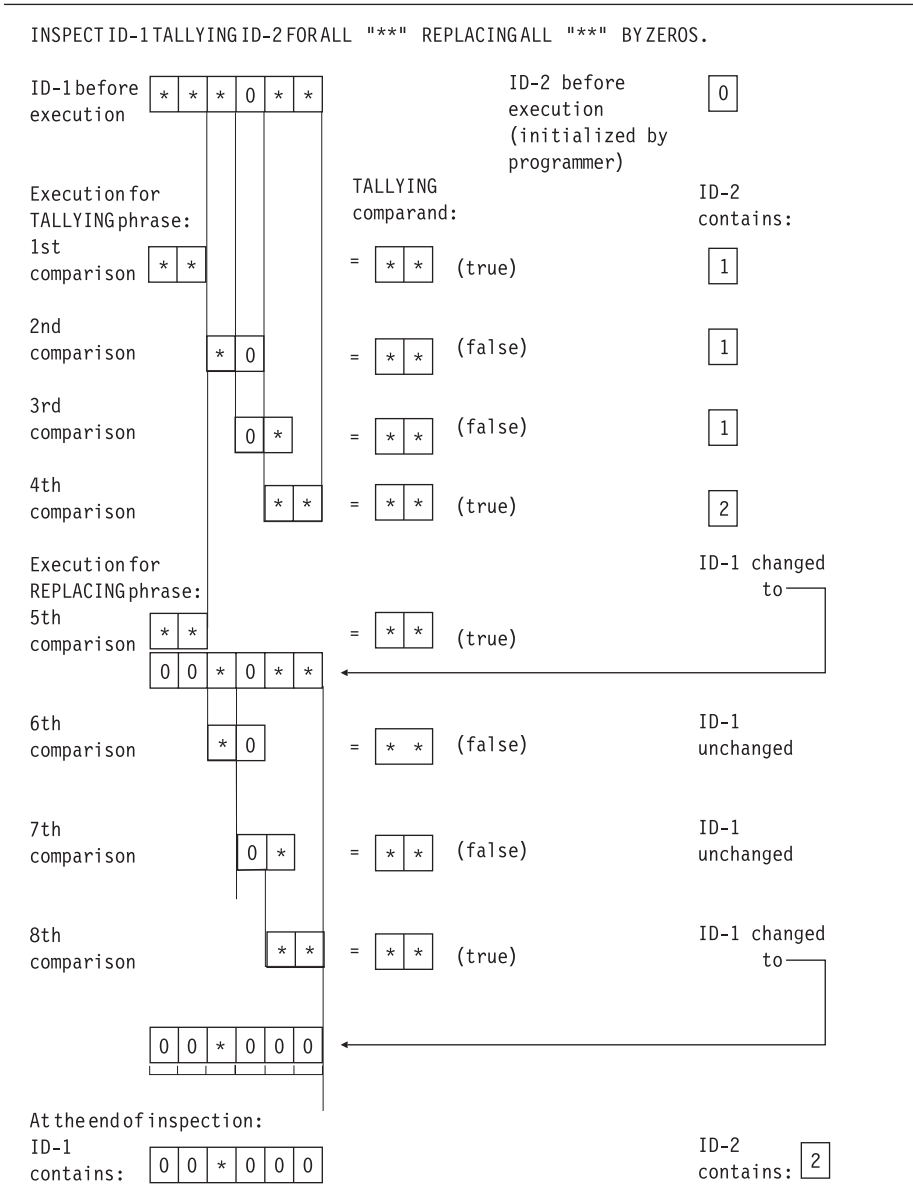 INSPECT ID-1 TALLYING ID-2 FOR ALL "**" REPLACING ALL "**" BY ZEROS.
ID-1 before
execution
* * * 0 * *
ID-2 before
execution
(initialized by
programmer)
0
Execution for
TALLYING phrase:
TALLYING
comparand:
ID-2
contains:
1st
comparison * * = * * (true) 1
2nd
comparison * 0 = * * (false) 1
3rd
comparison 0 * = * * (false) 1
4th
comparison * * = * * (true) 2
Execution for
REPLACING phrase:
ID-1 changed
to
5th
comparison * * = * * (true)
0 0 * 0 * *
6th
comparison * 0 = * * (false)
ID-1
unchanged
7th
comparison 0 * = * * (false)
ID-1
unchanged
8th
comparison * * = * * (true)
ID-1 changed
to
0 0 * 0 0 0
At the end of inspection:
ID-1
contains: 0 0 * 0 0 0
ID-2
contains: 2